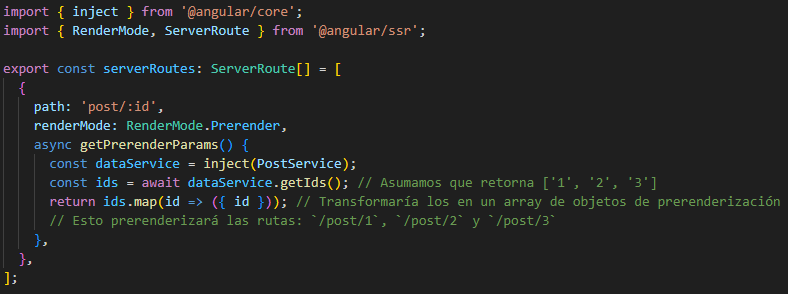 import { inject } from '@angular/core';
import { RenderMode, ServerRoute } from '@angular/ssr';

export const serverRoutes: ServerRoute[] = [
  {
    path: 'post/:id',
    renderMode: RenderMode.Prerender,
    async getPrerenderParams() {
      const dataService = inject(PostService);
      const ids = await dataService.getIds(); // Asumamos que retorna ['1', '2', '3']
      return ids.map(id => ({ id })); // Transformaría los en un array de objetos de prerenderización
      // Esto prerenderizará las rutas: `/post/1`, `/post/2` y `/post/3`
    },
  },
];